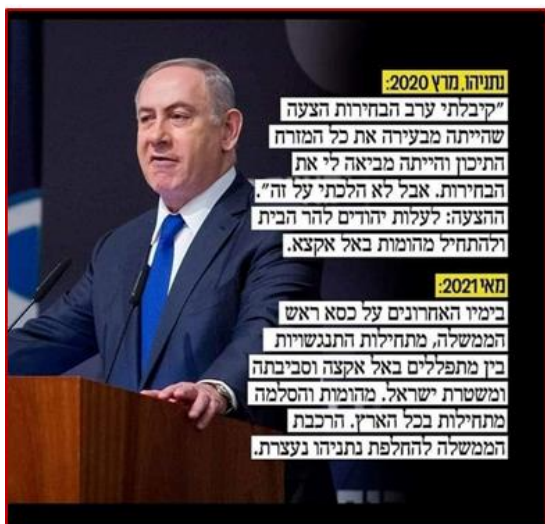 נתניהו, מרץ 2020:
"קיבלתי ערב הבחירות הצעה
שהייתה מבעירה את כל המזרח
התיכון והייתה מביאה לי את
הבחירות. אבל לא הלכתי על זה".
ההצעה: לעלות יהודים להר הבית
ולהתחיל מהומות באל אקצא.
מאי 2021:
בימיו האחרונים על כסא ראש
הממשלה, מתחילות התנגשויות
בין מתפללים באל אקצה וסביבתה
ומשטרת ישראל. מהומות והסלמה
מתחילות בכל הארץ. הרכבת
הממשלה להחלפת נתניהו נעצרת.